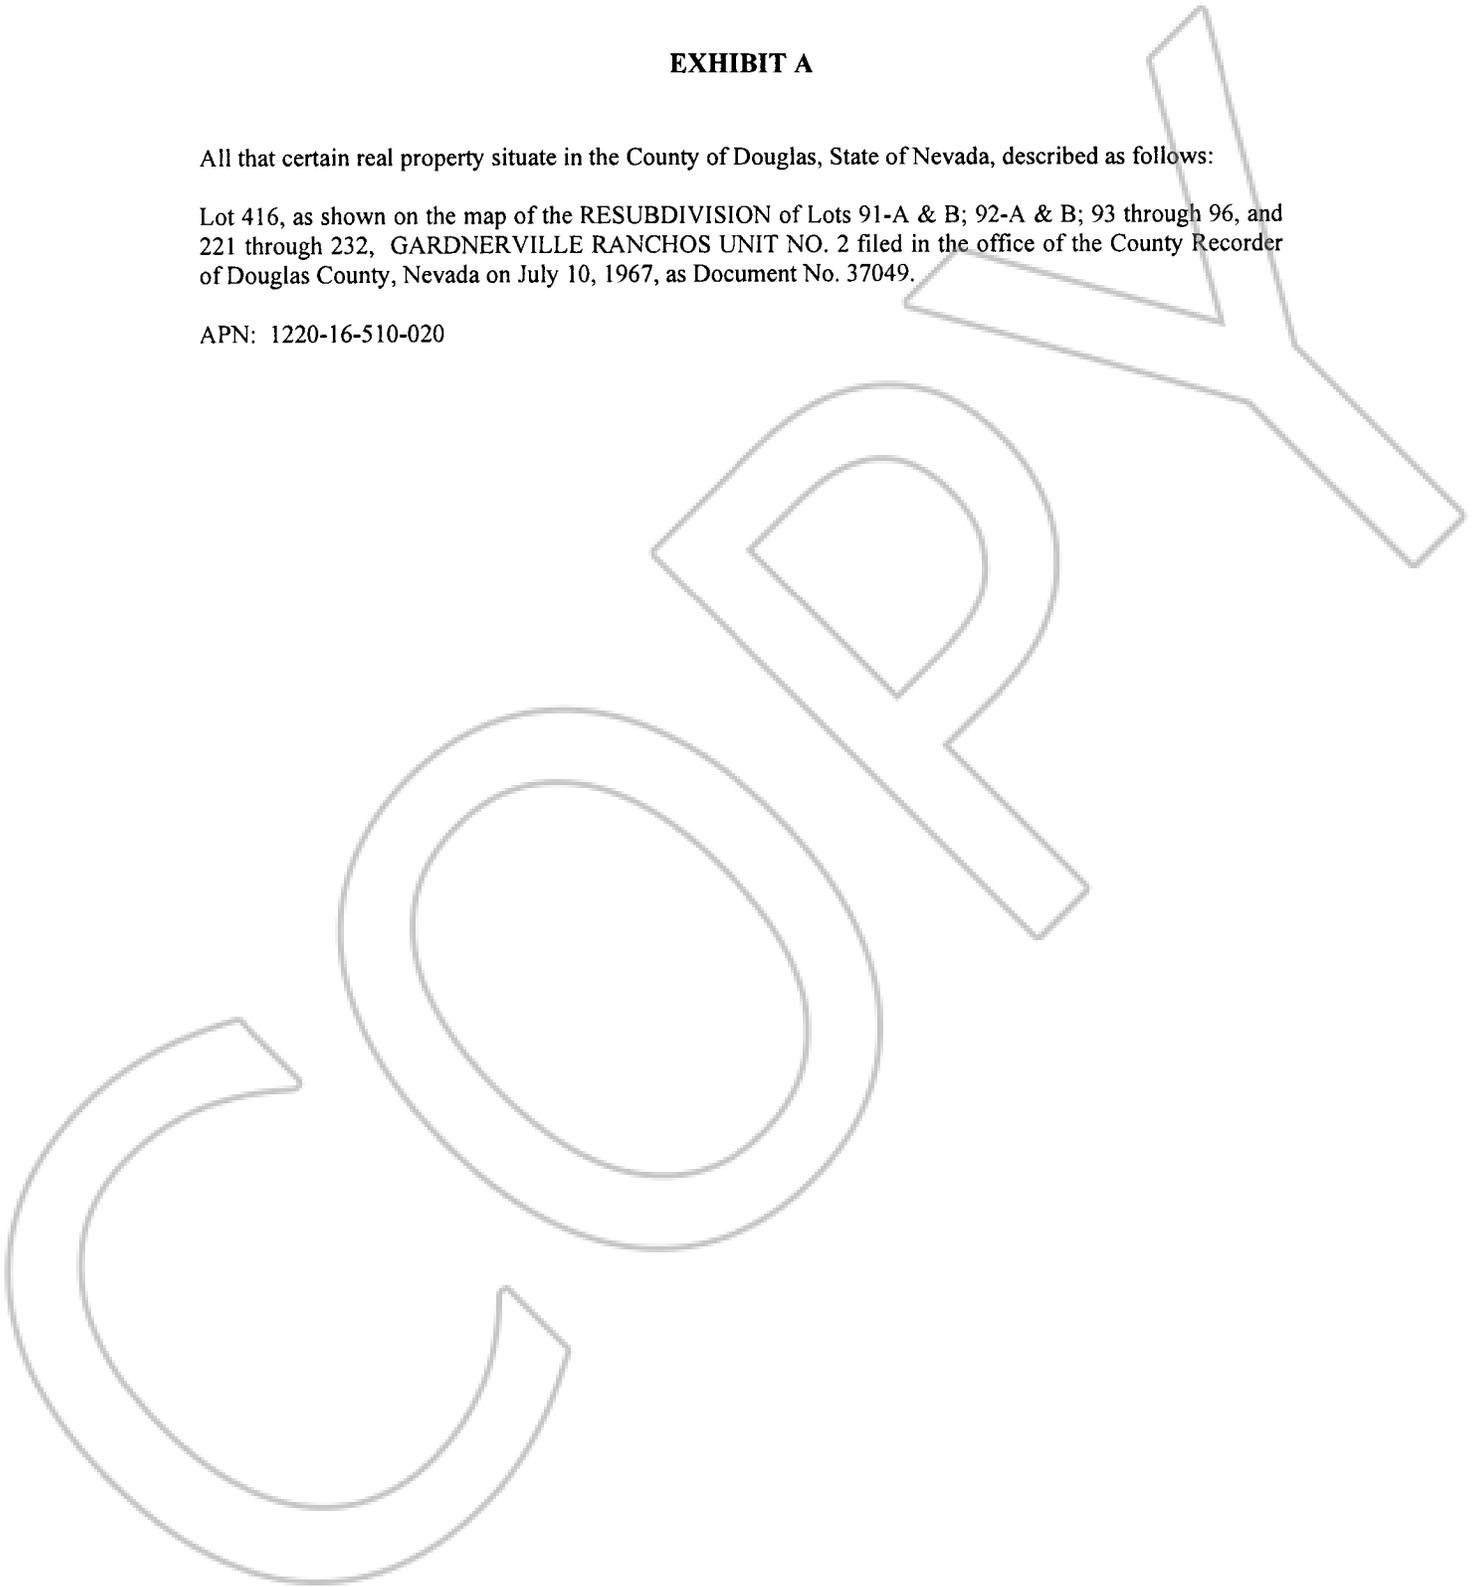 EXHIBIT A
All that certain real property situate in the County of Douglas, State of Nevada, described as follows:
Lot 416, as shown on the map of the RESUBDIVISION of Lots 91-A & B; 92-A & B; 93 through 96, and
221 through 232, GARDNERVILLE RANCHOS UNIT NO. 2 filed in the office of the County Recorder
of Douglas County, Nevada on July 10, 1967, as Document No. 37049.
APN: 1220-16-510-020
COPY